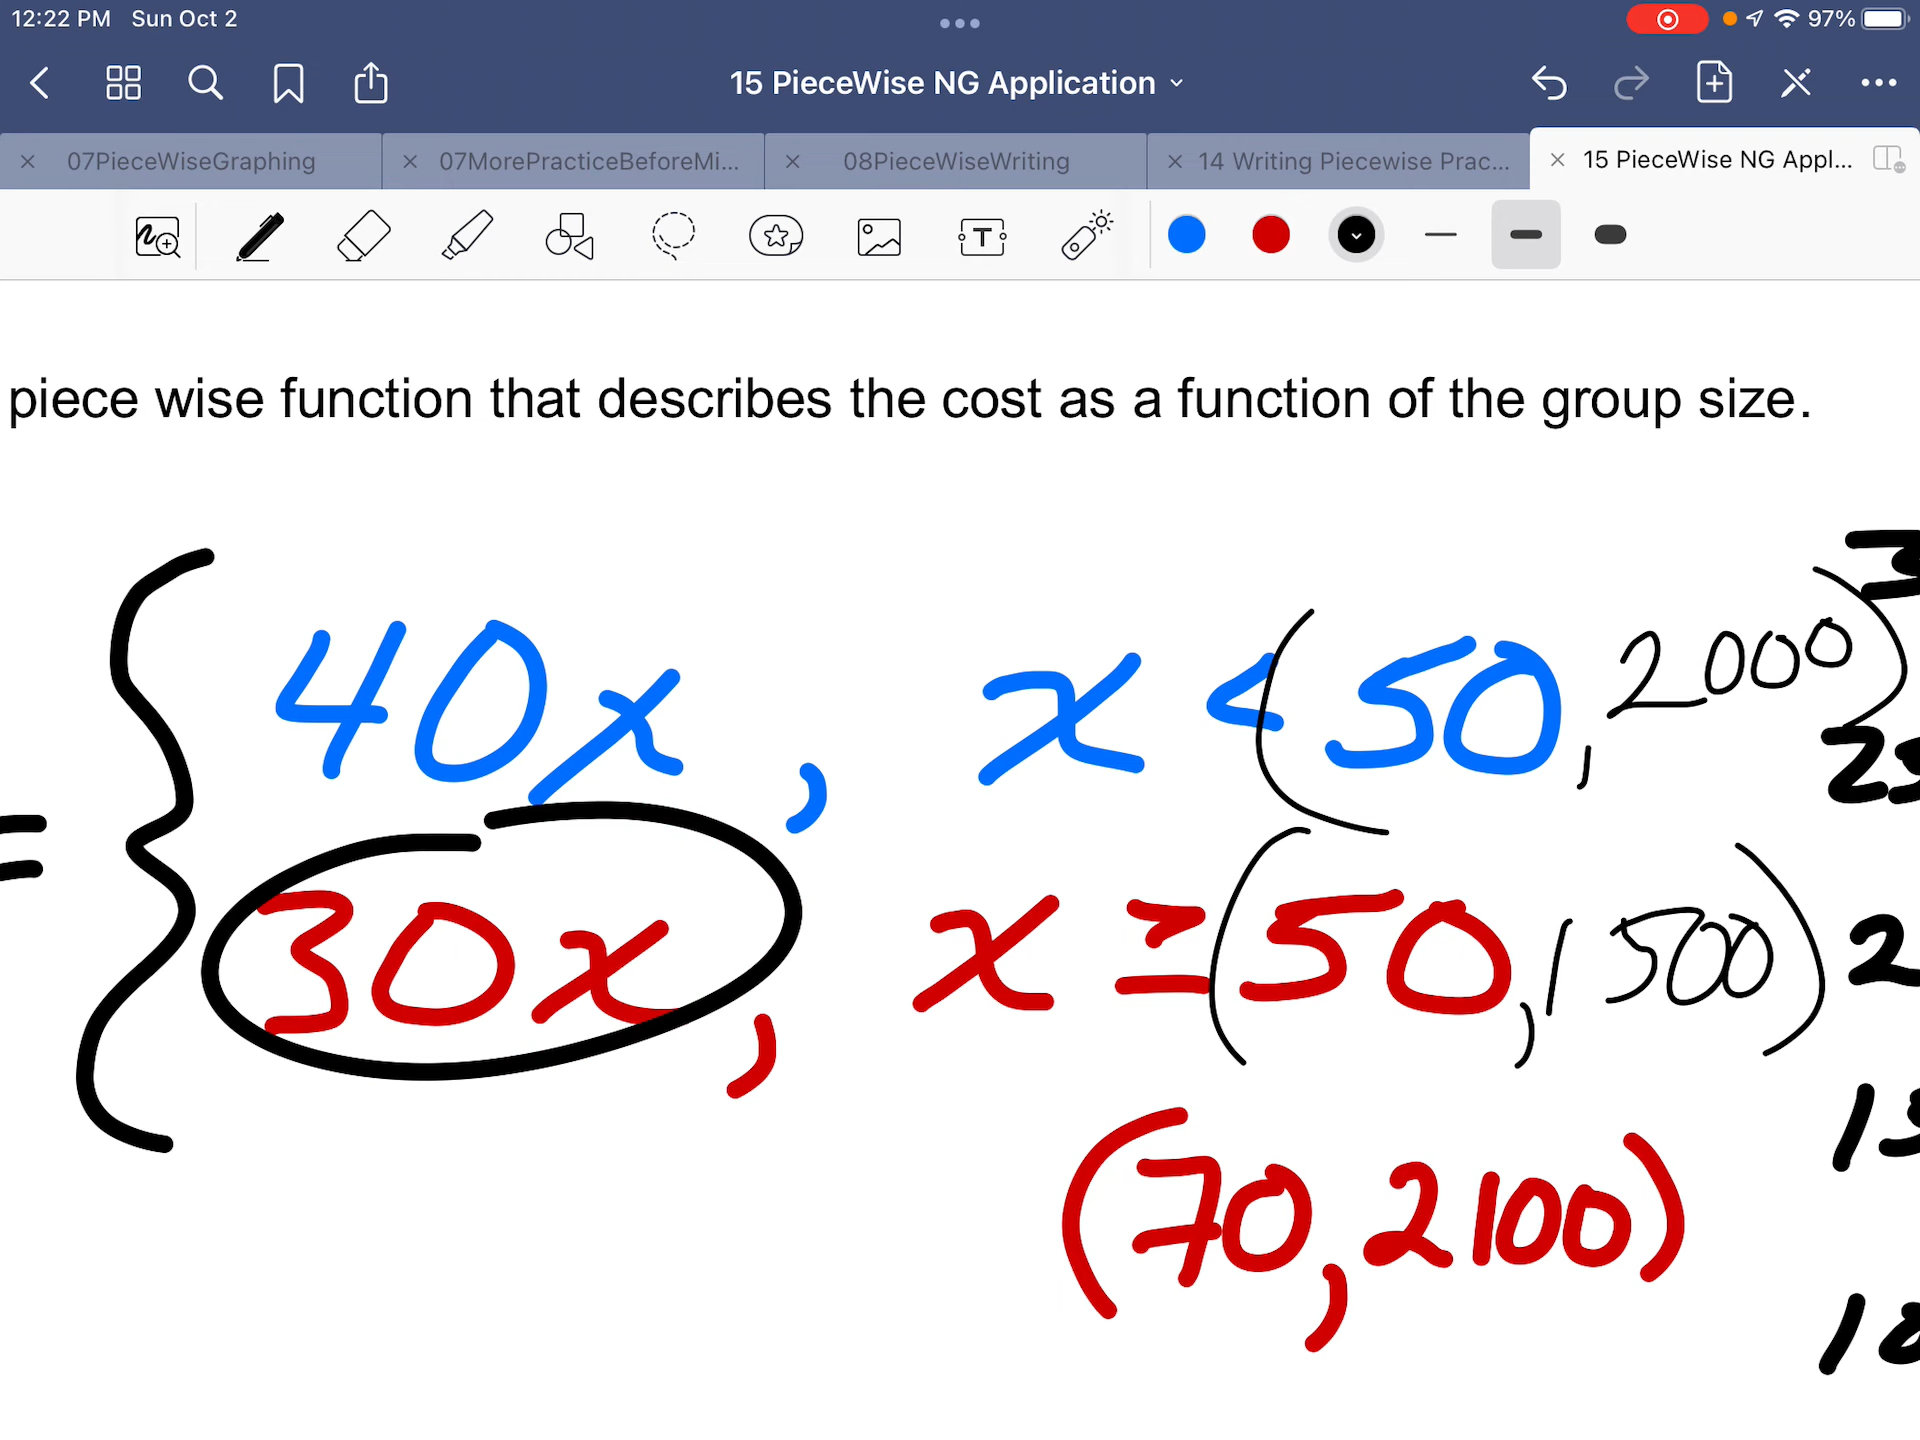 12:22 PM Sun Oct 2 97%
15 PieceWise NG Application
07PieceWiseGraphing 07MorePracticeBeforeMi... 08PieceWiseWriting 14 Writing Piecewise Prac... 15 PieceWise NG Appl...
T
piece wise function that describes the cost as a function of the group size.
= { 40x, x < (50, 2000)
30x, x ≥ (50, 1500)
(70, 2100)